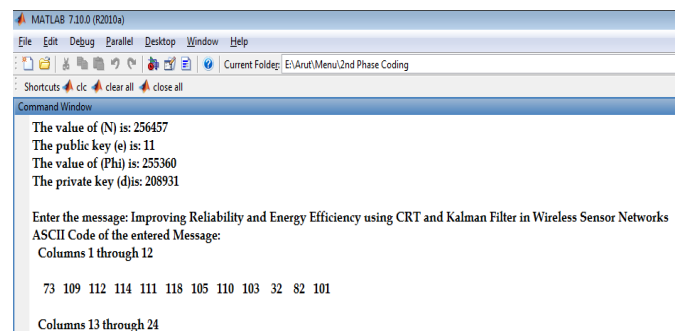 MATLAB 7.10.0 (R2010a)
File Edit Debug Parallel Desktop Window Help
Current Folder: E:\Arut\Menu\2nd Phase Coding
Shortcuts clc clear all close all
Command Window
The value of (N) is: 256457
The public key (e) is: 11
The value of (Phi) is: 255360
The private key (d)is: 208931
Enter the message: Improving Reliability and Energy Efficiency using CRT and Kalman Filter in Wireless Sensor Networks
ASCII Code of the entered Message:
Columns 1 through 12
73 109 112 114 111 118 105 110 103 32 82 101
Columns 13 through 24